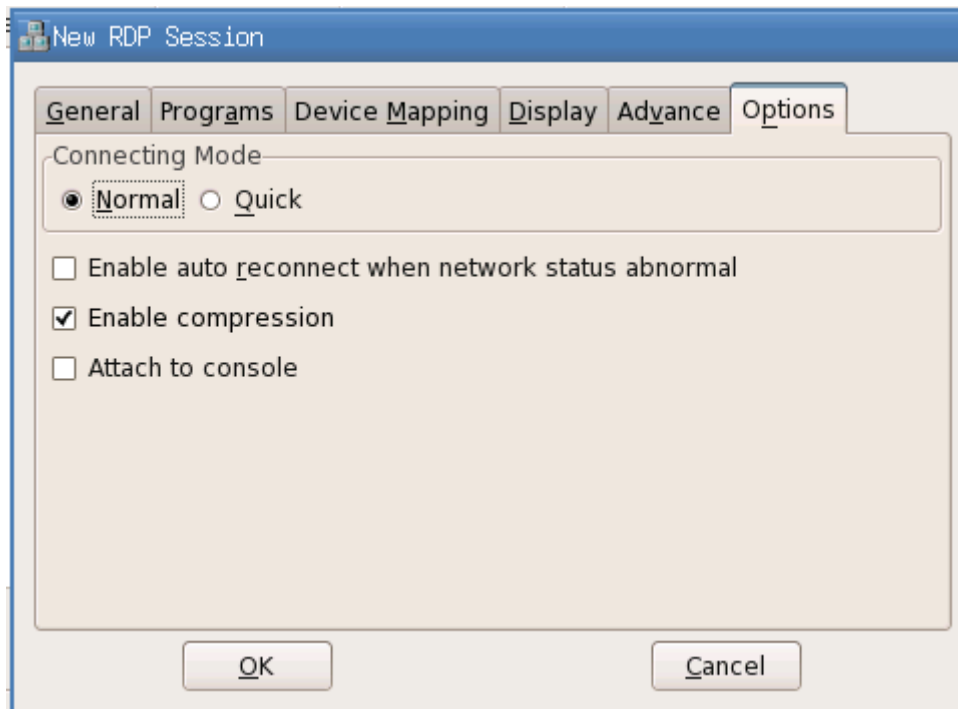 New RDP Session
General Programs Device Mapping Display Advance Options
Connecting Mode
Normal Quick
Enable auto reconnect when network status abnormal
Enable compression
Attach to console
OK Cancel